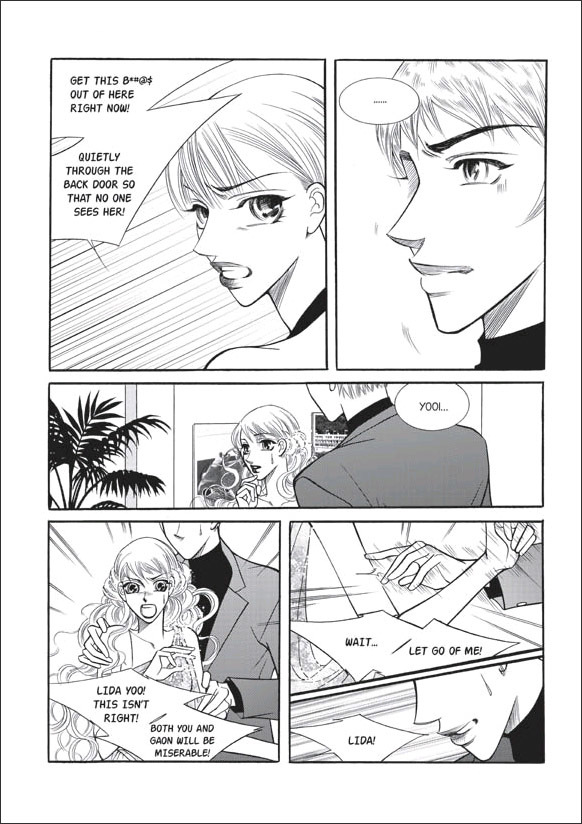 GET THIS B*#@$
OUT OF HERE
RIGHT NOW!
QUIETLY
THROUGH THE
BACK DOOR SO
THAT NO ONE
SEES HER!
......
YOOI...
LIDA YOO!
THIS ISN'T
RIGHT!
BOTH YOU AND
GAON WILL BE
MISERABLE!
WAIT...
LET GO OF ME!
LIDA!